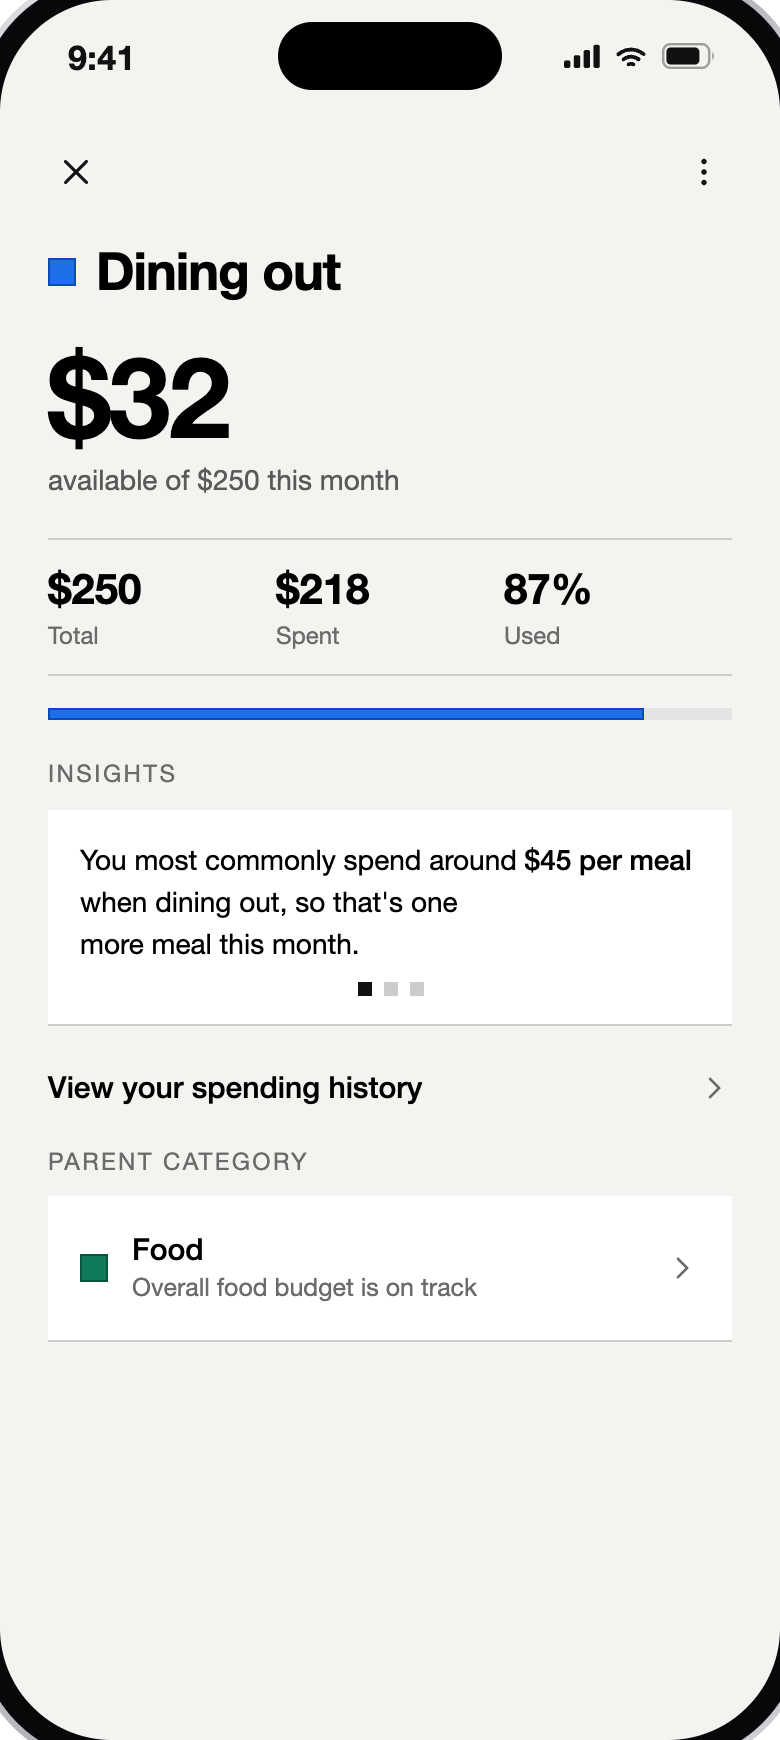 9:41
Dining out
$32
available of $250 this month
$250
Total
$218
Spent
87%
Used
INSIGHTS
You most commonly spend around $45 per meal
when dining out, so that's one
more meal this month.
View your spending history
PARENT CATEGORY
Food
Overall food budget is on track